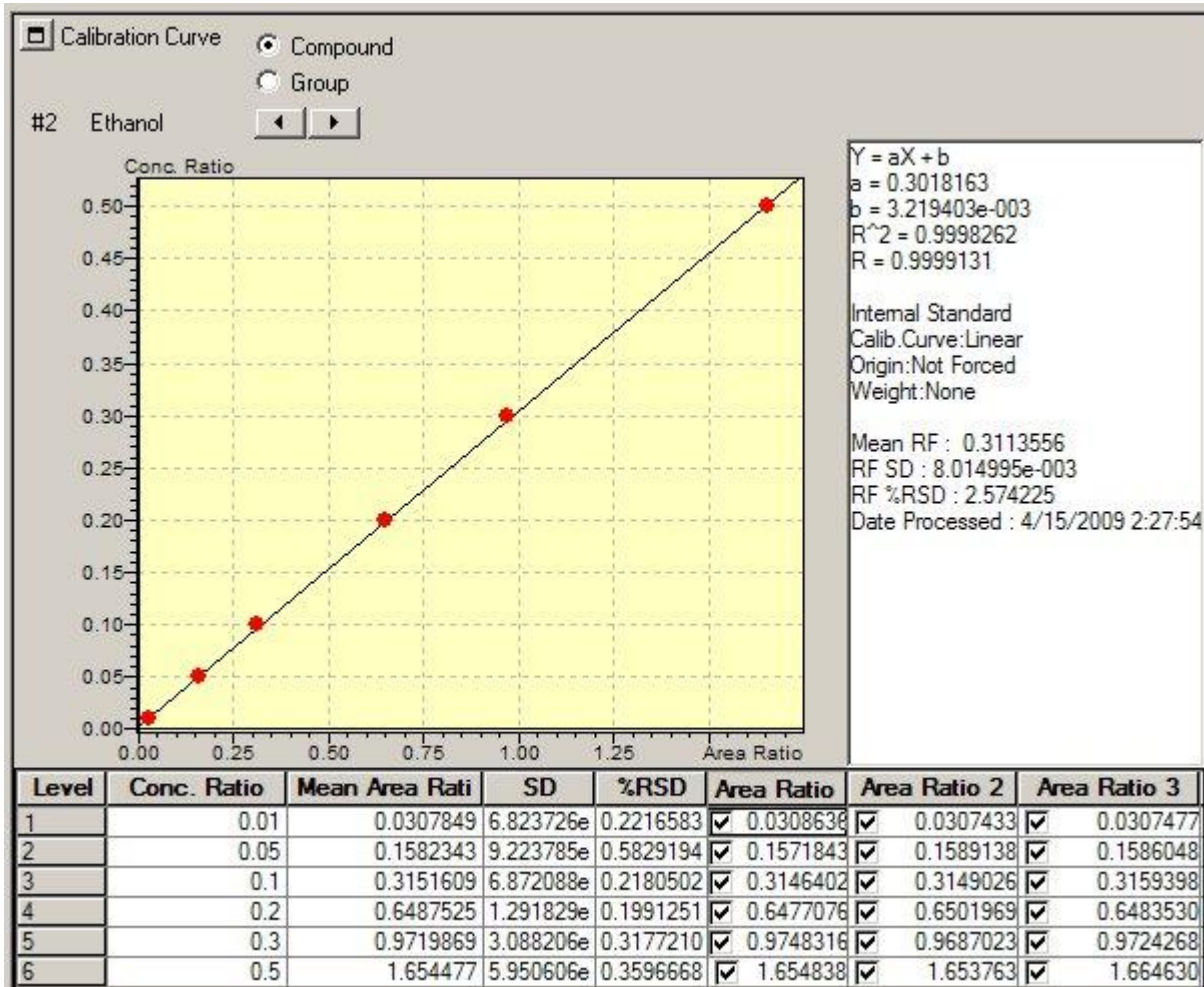 Calibration Curve
Compound
Group
#2 Ethanol
Conc. Ratio
0.50
0.45
0.40
0.35
0.30
0.25
0.20
0.15
0.10
0.05
0.00
0.00 0.25 0.50 0.75 1.00 1.25 Area Ratio
Y = aX + b
a = 0.3018163
b = 3.219403e-003
R^2 = 0.9998262
R = 0.9999131
Internal Standard
Calib.Curve:Linear
Origin:Not Forced
Weight:None
Mean RF : 0.3113556
RF SD : 8.014995e-003
RF %RSD : 2.574225
Date Processed : 4/15/2009 2:27:54
Level Conc. Ratio Mean Area Rati SD %RSD Area Ratio Area Ratio 2 Area Ratio 3
1 0.01 0.0307849 6.823726e 0.2216583 0.0308636 0.0307433 0.0307477
2 0.05 0.1582343 9.223785e 0.5829194 0.1571843 0.1589138 0.1586048
3 0.1 0.3151609 6.872088e 0.2180502 0.3146402 0.3149026 0.3159398
4 0.2 0.6487525 1.291829e 0.1991251 0.6477076 0.6501969 0.6483530
5 0.3 0.9719869 3.088206e 0.3177210 0.9748316 0.9687023 0.9724268
6 0.5 1.654477 5.950606e 0.3596668 1.654838 1.653763 1.664630